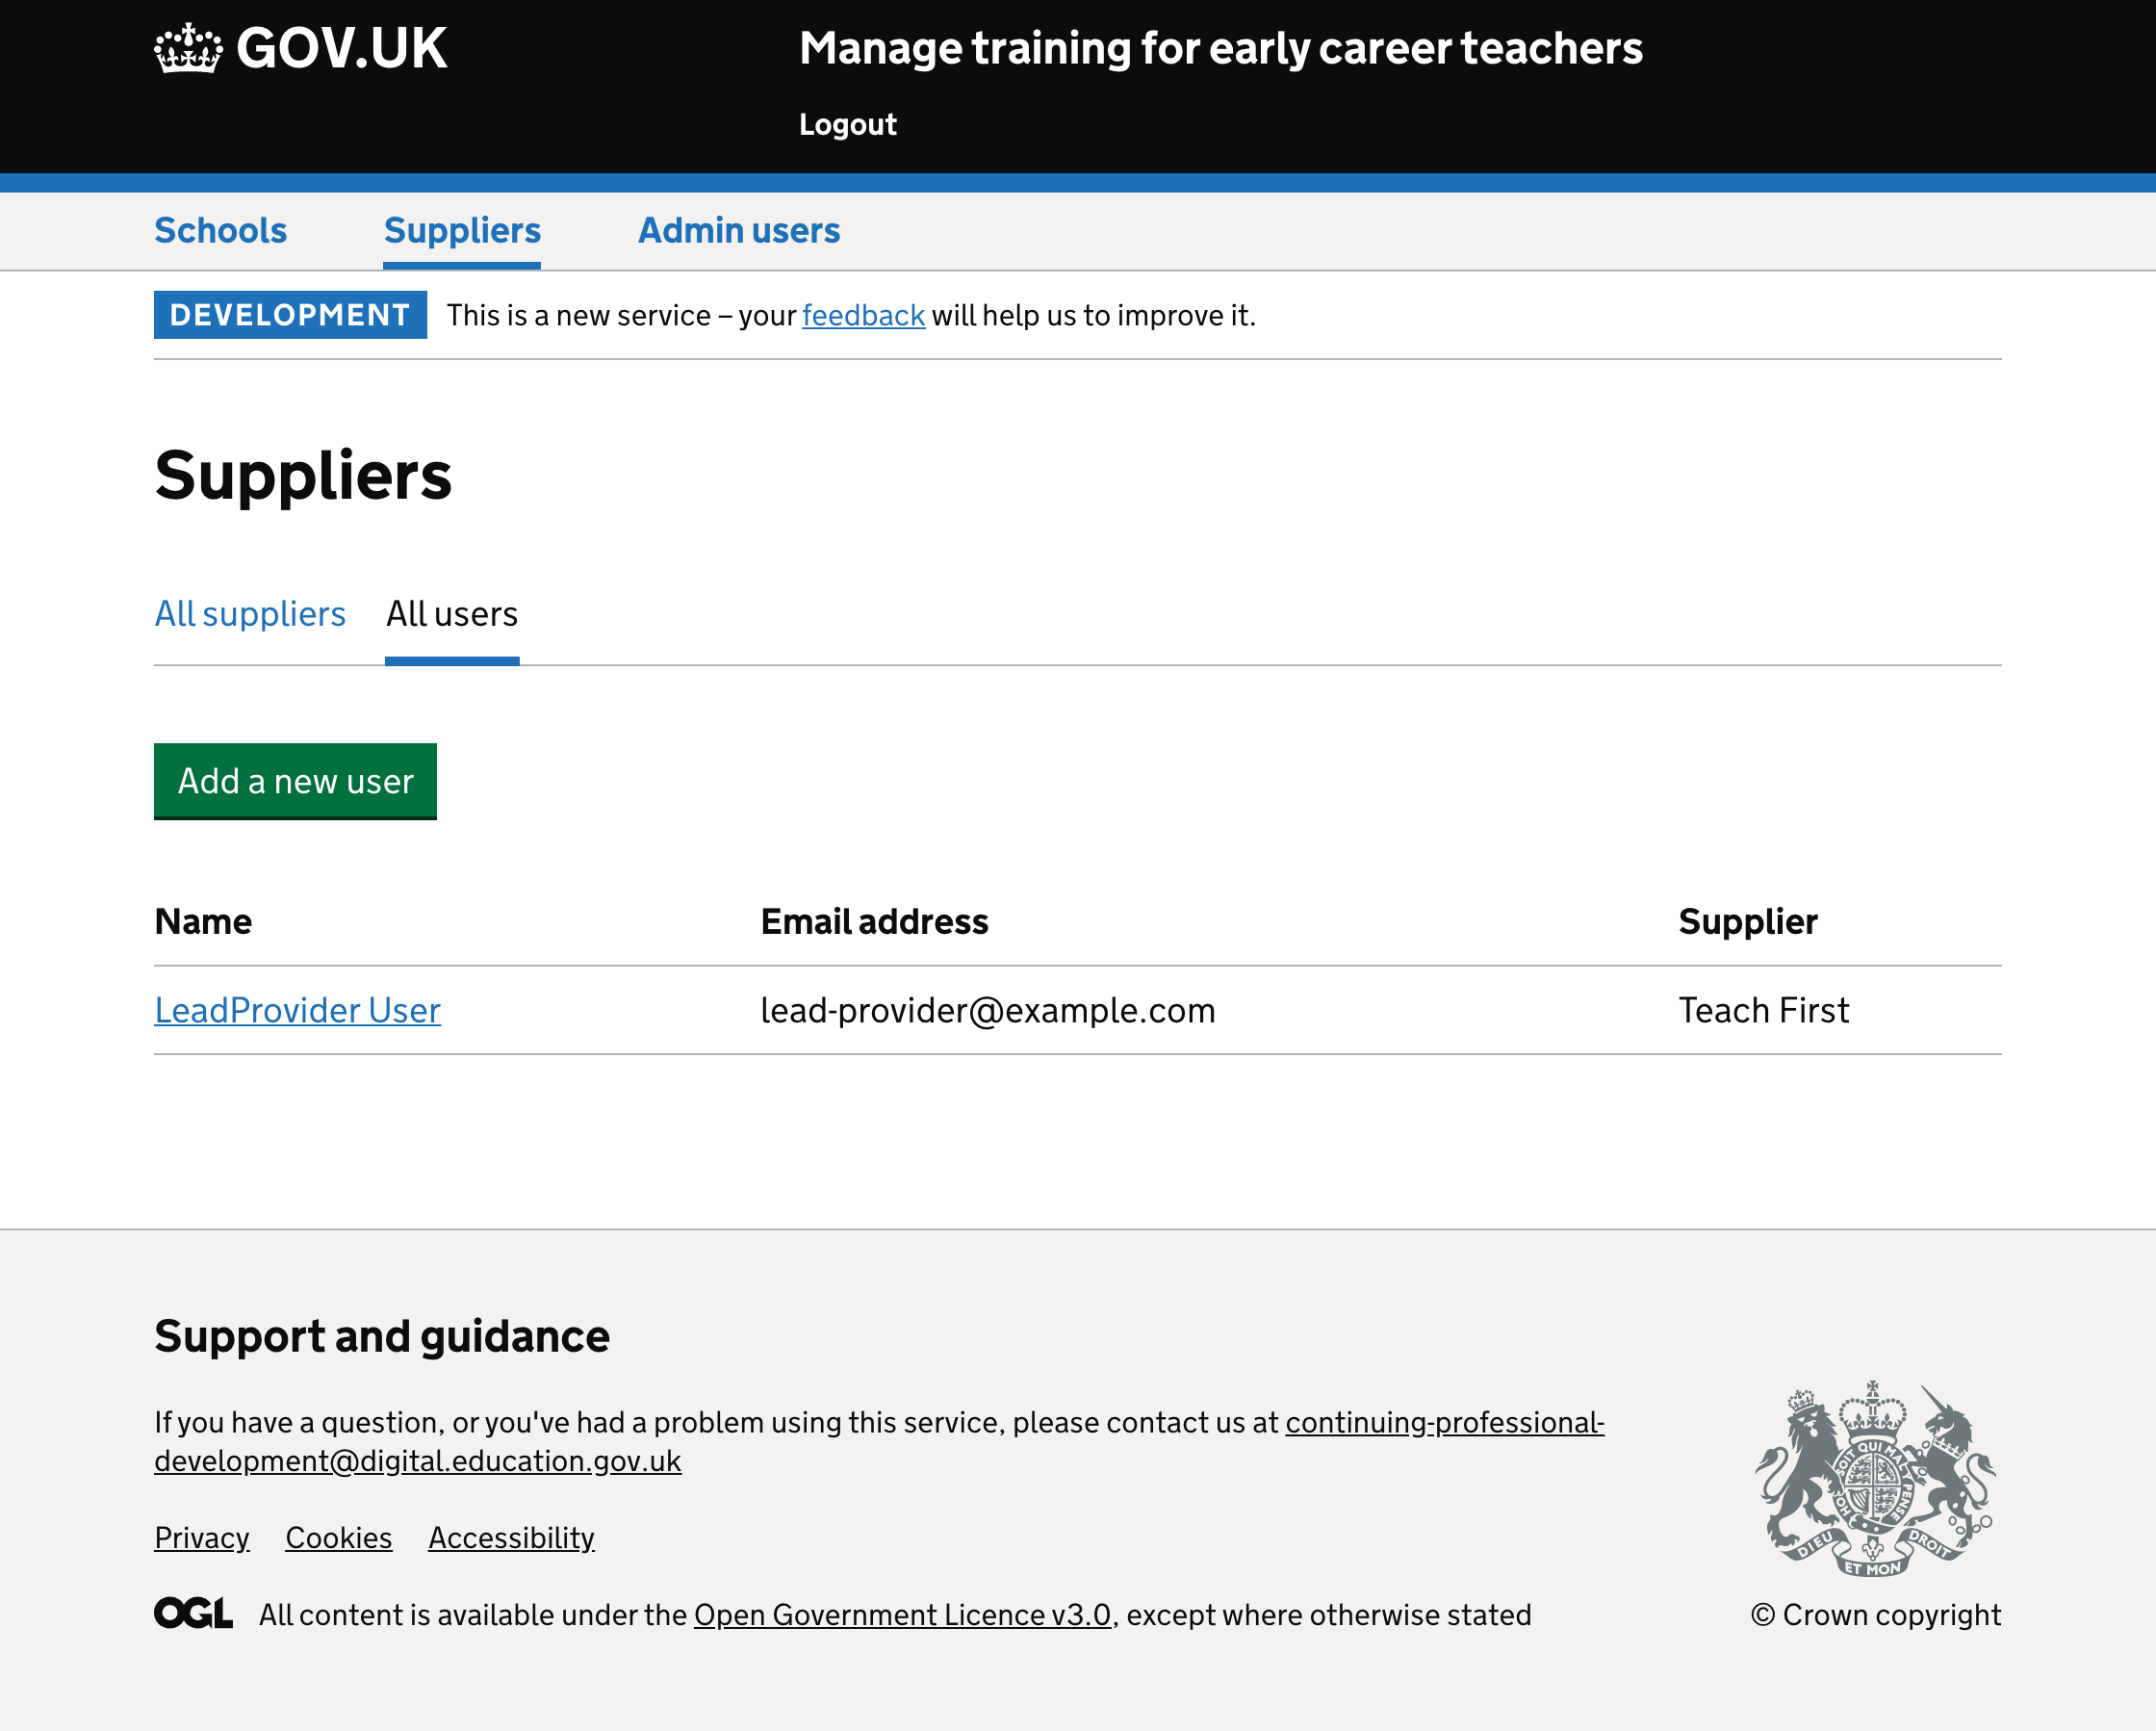 GOV.UK
Manage training for early career teachers
Logout
Schools
Suppliers
Admin users
DEVELOPMENT
This is a new service – your feedback will help us to improve it.
Suppliers
All suppliers
All users
Add a new user
Name
Email address
Supplier
LeadProvider User
lead-provider@example.com
Teach First
Support and guidance
If you have a question, or you've had a problem using this service, please contact us at continuing-professional-
development@digital.education.gov.uk
Privacy
Cookies
Accessibility
OGL
All content is available under the Open Government Licence v3.0, except where otherwise stated
DIEU ET MON DROIT
© Crown copyright